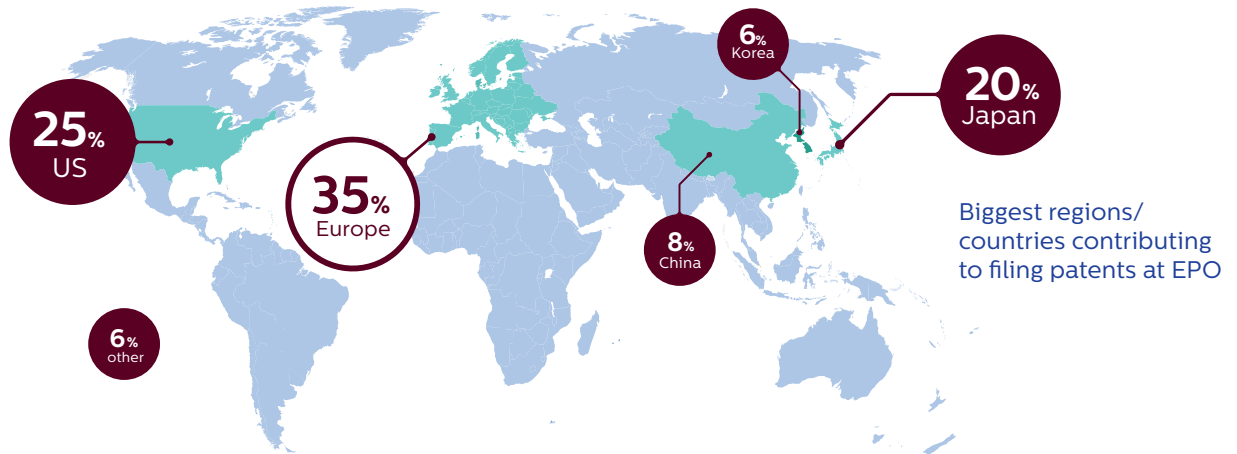 25%
US
35%
Europe
6%
other
8%
China
6%
Korea
20%
Japan
Biggest regions/
countries contributing
to filing patents at EPO